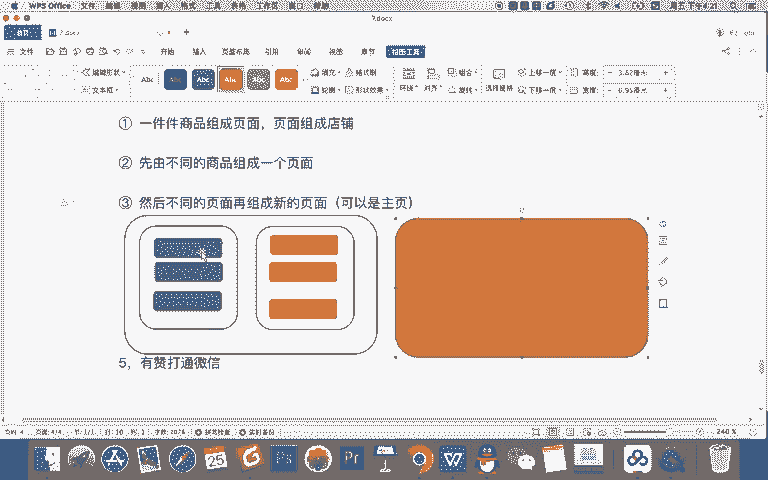 WPS Office 文件 编辑 视图 插入 格式 工具 表格 工作区 窗口 帮助
7.docx
首页 7.docx
文件 开始 插入 页面布局 引用 审阅 视图 章节 绘图工具
编辑形状 Abc Abc Abc Abc Abc Abc 填充 格式刷 环绕 对齐 组合 选择窗格 上移一层 高度: 3.52厘米
文本框 轮廓 形状效果 旋转 下移一层 宽度: 6.95厘米
① 一件件商品组成页面，页面组成店铺
② 先由不同的商品组成一个页面
③ 然后不同的页面再组成新的页面（可以是主页）
5，有赞打通微信
拼写检查 240 %
25